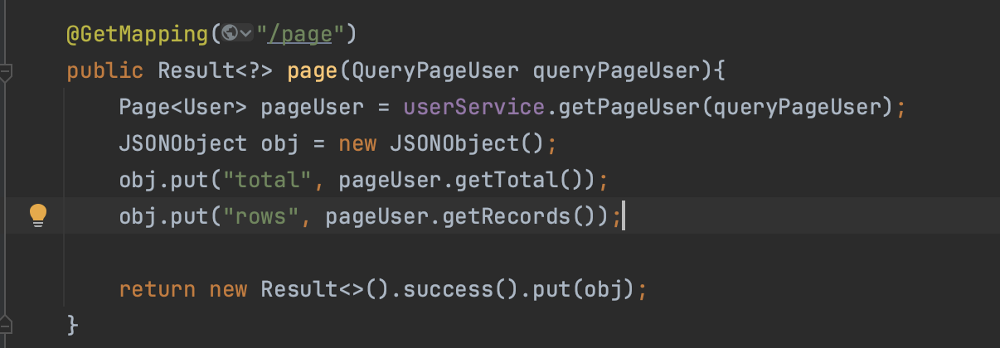 @GetMapping("/page")
public Result<?> page(QueryPageUser queryPageUser){
Page<User> pageUser = userService.getPageUser(queryPageUser);
JSONObject obj = new JSONObject();
obj.put("total", pageUser.getTotal());
obj.put("rows", pageUser.getRecords());
return new Result<>().success().put(obj);
}